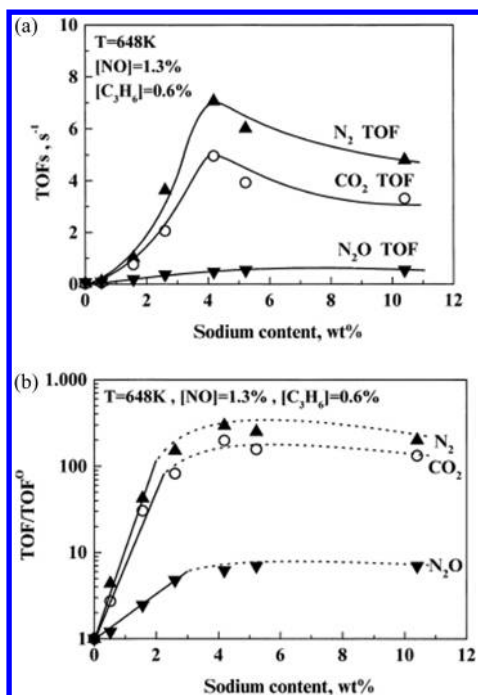 (a)
T=648K
[NO]=1.3%
[C₃H₆]=0.6%
TOFs , s⁻¹
10
8
6
4
2
0
N₂ TOF
CO₂ TOF
N₂O TOF
0 2 4 6 8 10 12
Sodium content, wt%
(b)
T=648K , [NO]=1.3% , [C₃H₆]=0.6%
TOF/TOF⁰
1.000
100
10
1
N₂
CO₂
N₂O
0 2 4 6 8 10 12
Sodium content, wt%